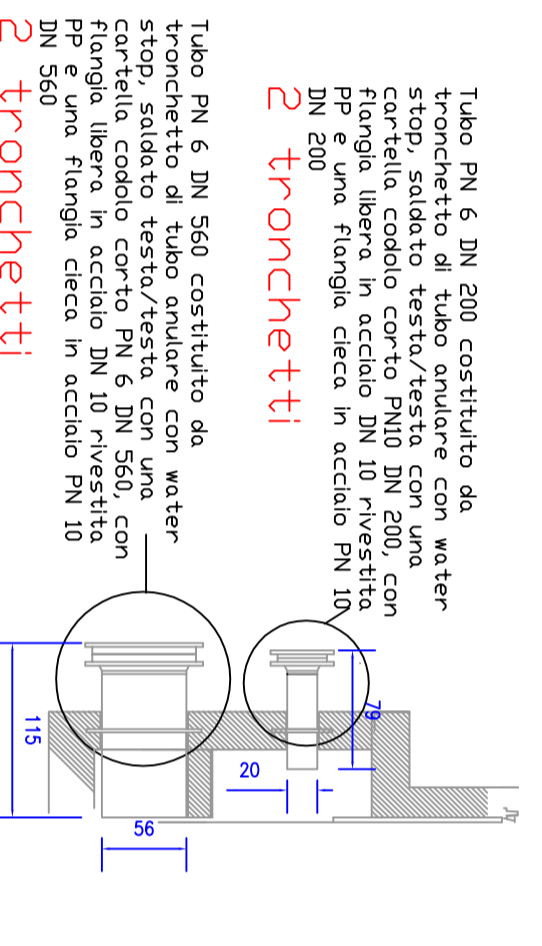 Tubo PN 6 DN 200 costituito da
tronchetto di tubo anulare con water
stop, saldato testa/testa con una
cartella codolo corto PN10 DN 200, con
flangia libera in acciaio DN 10 rivestita
PP e una flangia cieca in acciaio PN 10
DN 200
2 tronchetti
Tubo PN 6 DN 560 costituito da
tronchetto di tubo anulare con water
stop, saldato testa/testa con una
cartella codolo corto PN 6 DN 560, con
flangia libera in acciaio DN 10 rivestita
PP e una flangia cieca in acciaio PN 10
DN 560
2 tronchetti
79
20
115
56